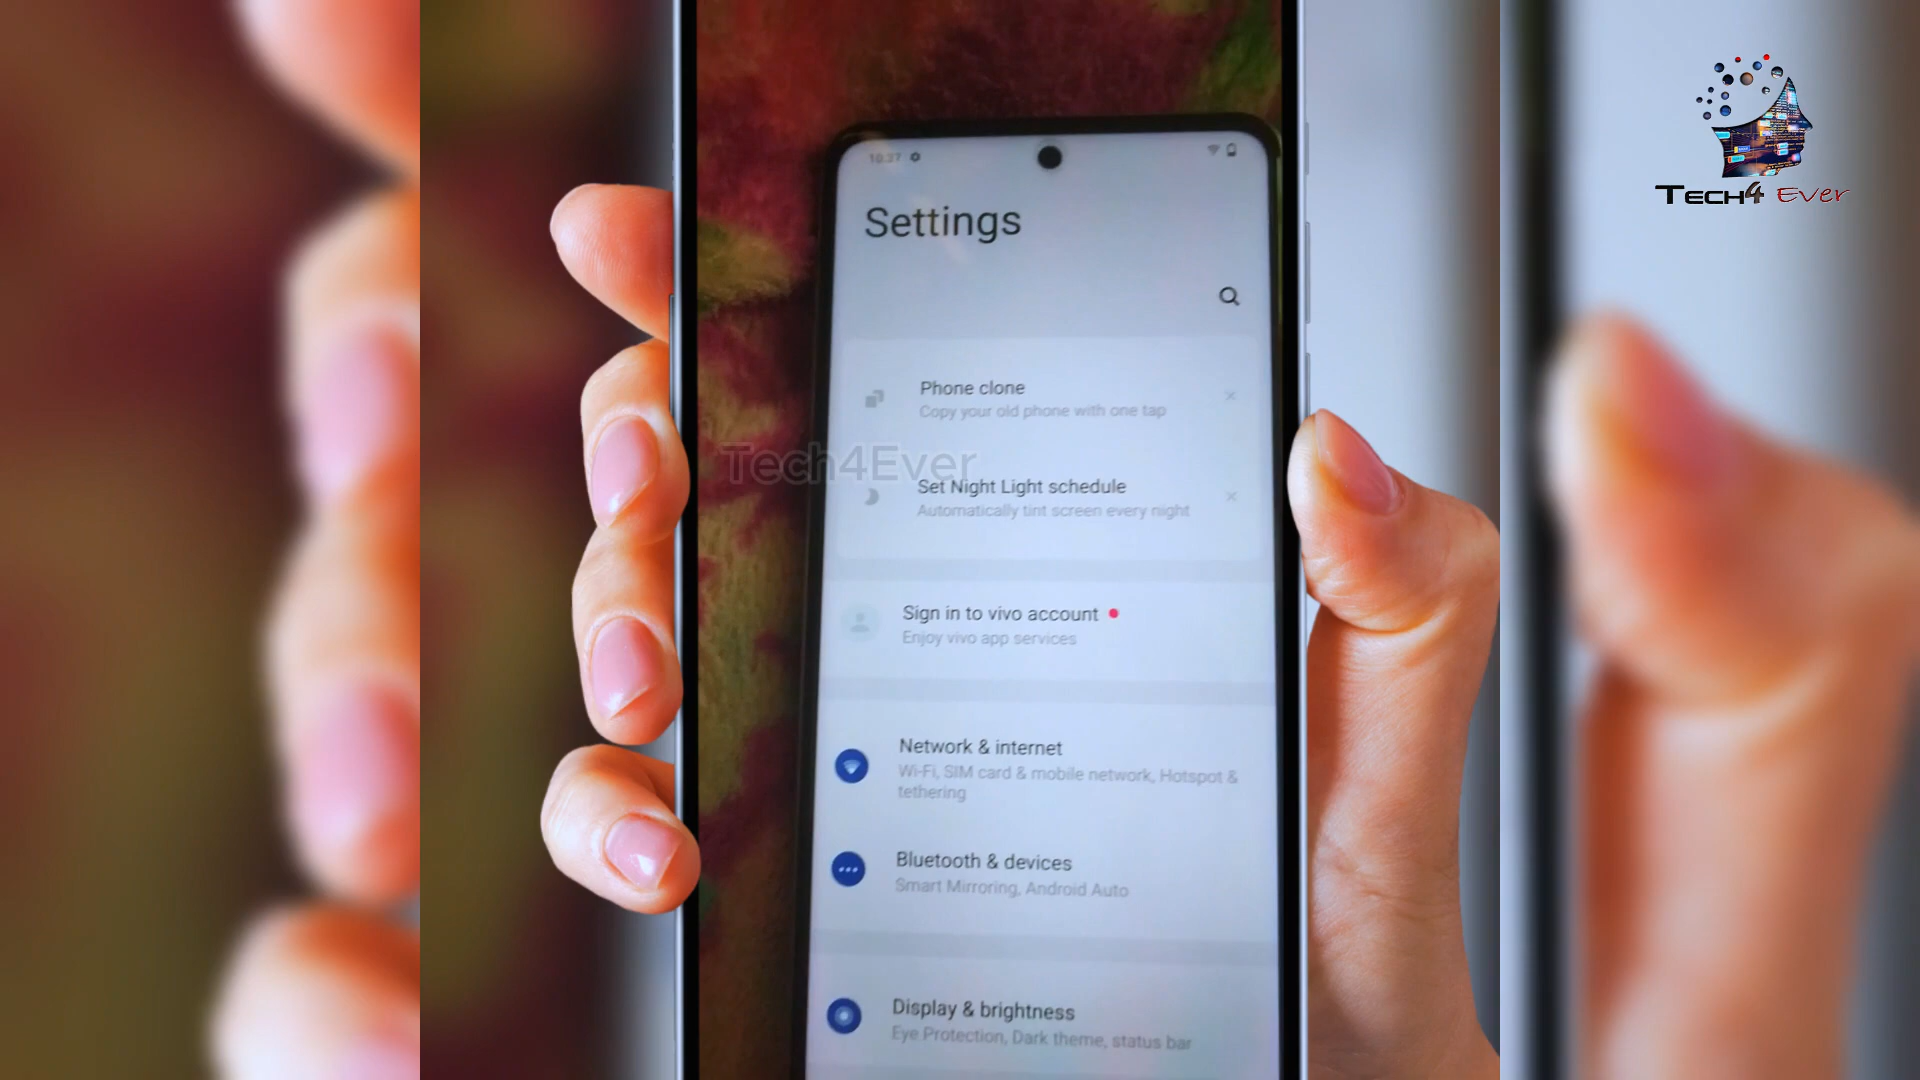 Tech4 Ever
10:37
Settings
Phone clone
Copy your old phone with one tap
Tech4Ever
Set Night Light schedule
Automatically tint screen every night
Sign in to vivo account
Enjoy vivo app services
Network & internet
Wi-Fi, SIM card & mobile network, Hotspot &
tethering
Bluetooth & devices
Smart Mirroring, Android Auto
Display & brightness
Eye Protection, Dark theme, status bar